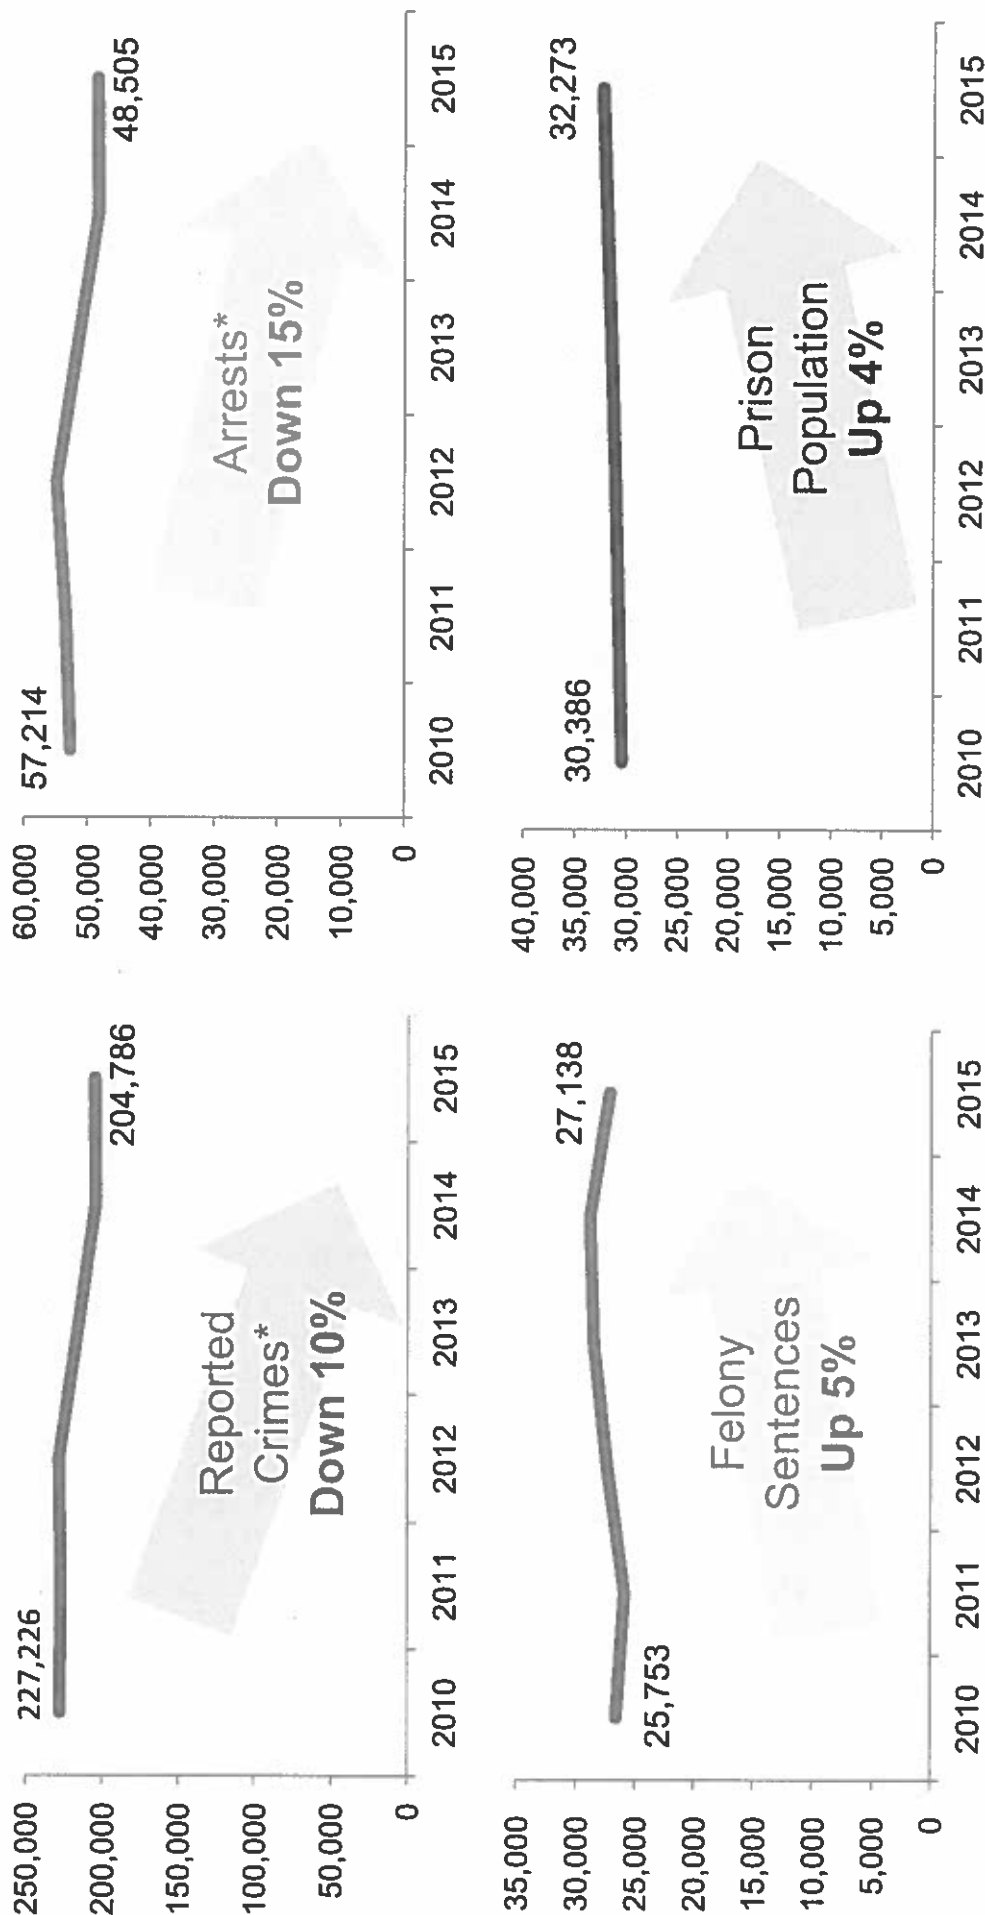 250,000
200,000
150,000
100,000
50,000
0
227,226
204,786
Reported
Crimes*
Down 10%
2010 2011 2012 2013 2014 2015
60,000
50,000
40,000
30,000
20,000
10,000
0
57,214
48,505
Arrests*
Down 15%
2010 2011 2012 2013 2014 2015
35,000
30,000
25,000
20,000
15,000
10,000
5,000
0
25,753
27,138
Felony
Sentences
Up 5%
2010 2011 2012 2013 2014 2015
40,000
35,000
30,000
25,000
20,000
15,000
10,000
5,000
0
30,386
32,273
Prison
Population
Up 4%
2010 2011 2012 2013 2014 2015